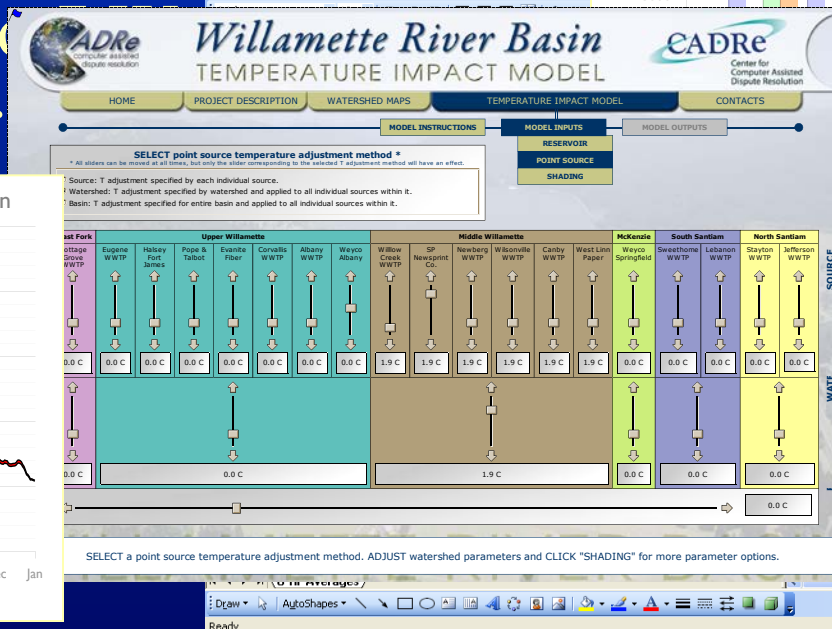 CADRe
computer assisted
dispute resolution
Willamette River Basin
TEMPERATURE IMPACT MODEL
CADRe
Center for
Computer Assisted
Dispute Resolution
HOME
PROJECT DESCRIPTION
WATERSHED MAPS
TEMPERATURE IMPACT MODEL
CONTACTS
MODEL INSTRUCTIONS
MODEL INPUTS
MODEL OUTPUTS
RESERVOIR
POINT SOURCE
SHADING
SELECT point source temperature adjustment method *
* All sliders can be moved at all times, but only the slider corresponding to the selected T adjustment method will have an effect.
Source: T adjustment specified by each individual source.
Watershed: T adjustment specified by watershed and applied to all individual sources within it.
Basin: T adjustment specified for entire basin and applied to all individual sources within it.
ast Fork
Upper Willamette
Middle Willamette
McKenzie
South Santiam
North Santiam
ottage Grove WWTP
Eugene WWTP
Halsey Fort James
Pope & Talbot
Evanite Fiber
Corvallis WWTP
Albany WWTP
Weyco Albany
Willow Creek WWTP
SP Newsprint Co.
Newberg WWTP
Wilsonville WWTP
Canby WWTP
West Linn Paper
Weyco Springfield
Sweethome WWTP
Lebanon WWTP
Stayton WWTP
Jefferson WWTP
SOURCE
0.0 C
0.0 C
0.0 C
0.0 C
0.0 C
0.0 C
0.0 C
0.0 C
1.9 C
1.9 C
1.9 C
1.9 C
1.9 C
1.9 C
0.0 C
0.0 C
0.0 C
0.0 C
0.0 C
WATE
0.0 C
0.0 C
1.9 C
0.0 C
0.0 C
0.0 C
0.0 C
SELECT a point source temperature adjustment method. ADJUST watershed parameters and CLICK "SHADING" for more parameter options.
n
c
Jan
(8 Hr Averages)
Draw
AutoShapes
Ready